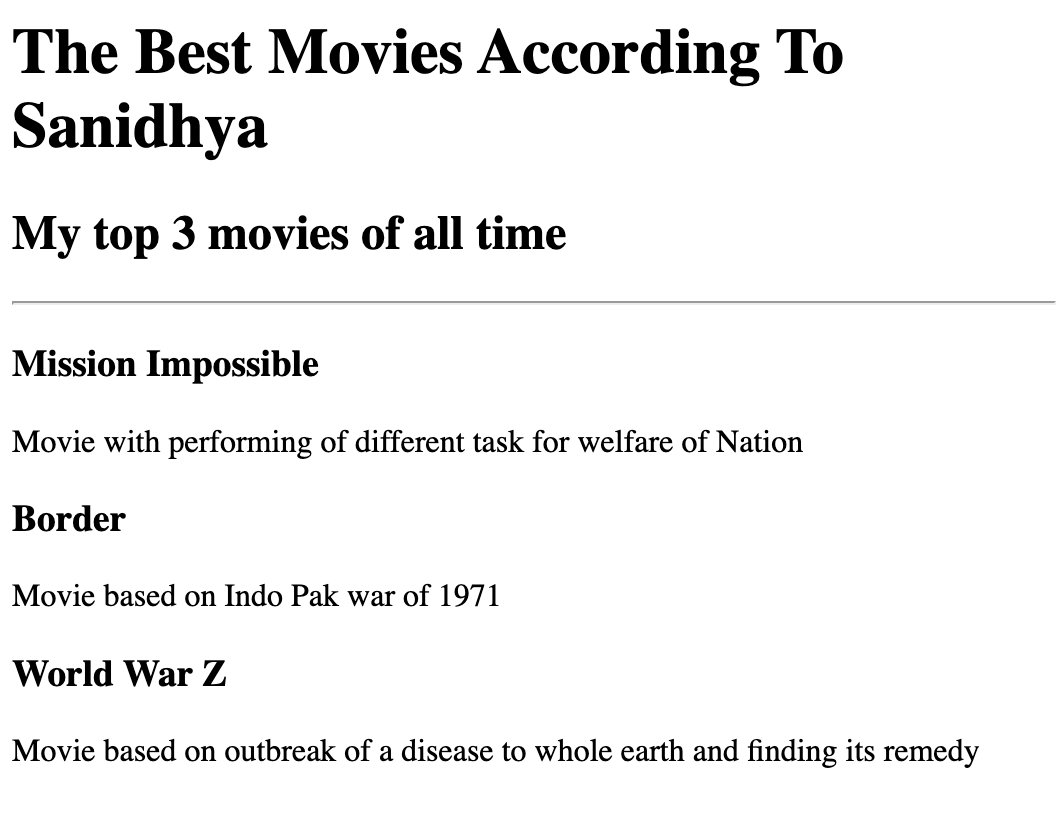 The Best Movies According To
Sanidhya
My top 3 movies of all time
Mission Impossible
Movie with performing of different task for welfare of Nation
Border
Movie based on Indo Pak war of 1971
World War Z
Movie based on outbreak of a disease to whole earth and finding its remedy